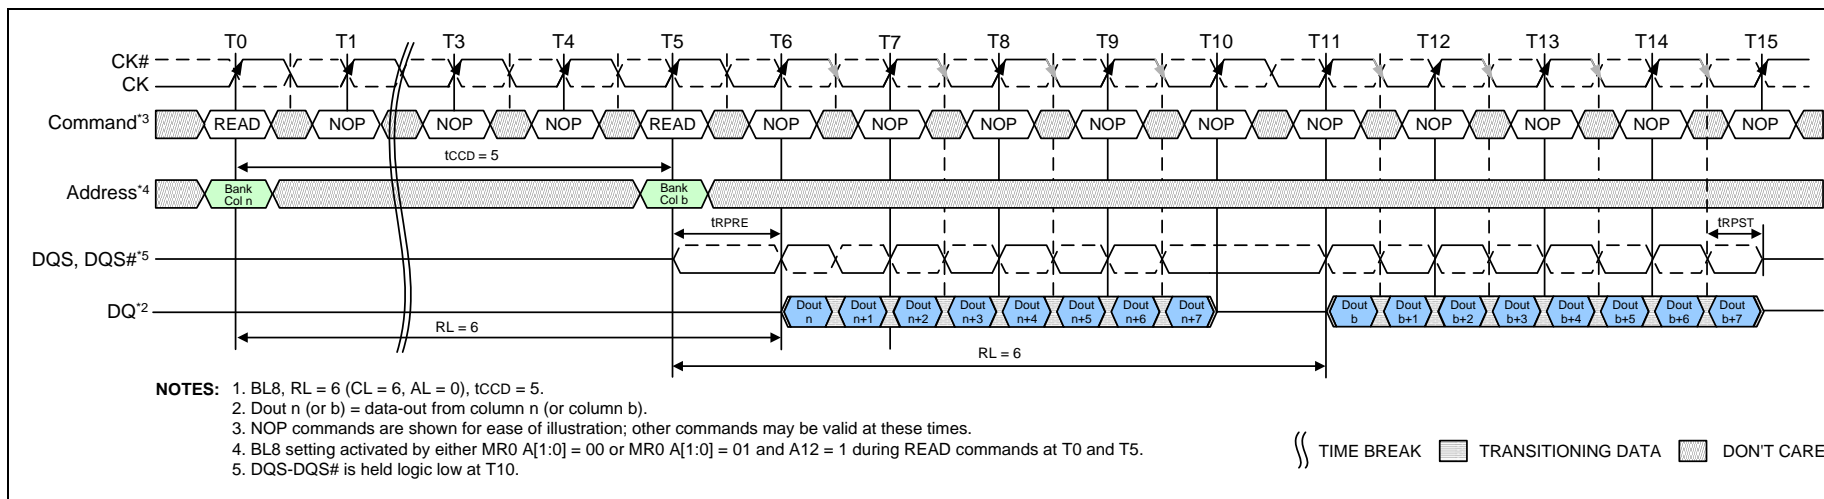 T0 T1 T3 T4 T5 T6 T7 T8 T9 T10 T11 T12 T13 T14 T15
CK#
CK
Command*3 READ NOP NOP NOP READ NOP NOP NOP NOP NOP NOP NOP NOP NOP NOP
tCCD = 5
Address*4 Bank Col n Bank Col b
tRPRE tRPST
DQS, DQS#*5
DQ*2 Dout n Dout n+1 Dout n+2 Dout n+3 Dout n+4 Dout n+5 Dout n+6 Dout n+7 Dout b Dout b+1 Dout b+2 Dout b+3 Dout b+4 Dout b+5 Dout b+6 Dout b+7
RL = 6
RL = 6
NOTES: 1. BL8, RL = 6 (CL = 6, AL = 0), tCCD = 5.
2. Dout n (or b) = data-out from column n (or column b).
3. NOP commands are shown for ease of illustration; other commands may be valid at these times.
4. BL8 setting activated by either MR0 A[1:0] = 00 or MR0 A[1:0] = 01 and A12 = 1 during READ commands at T0 and T5.
5. DQS-DQS# is held logic low at T10.
TIME BREAK TRANSITIONING DATA DON'T CARE